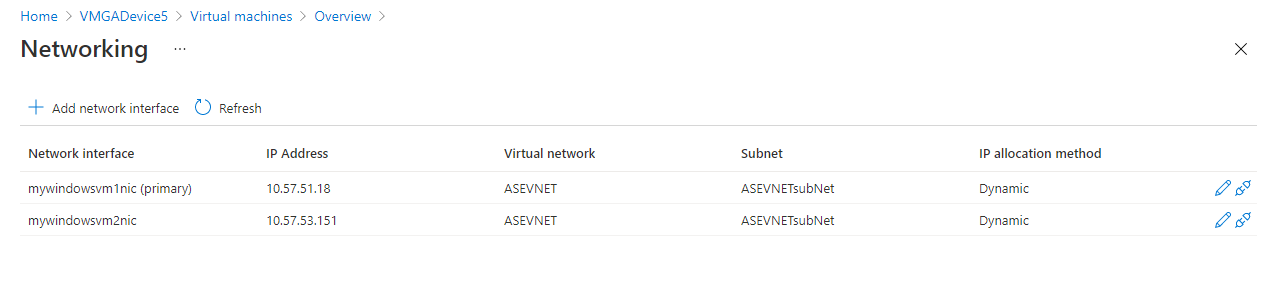 Home > VMGADevice5 > Virtual machines > Overview >
Networking ...
Add network interface Refresh
Network interface IP Address Virtual network Subnet IP allocation method
mywindowsvm1nic (primary) 10.57.51.18 ASEVNET ASEVNETsubNet Dynamic
mywindowsvm2nic 10.57.53.151 ASEVNET ASEVNETsubNet Dynamic